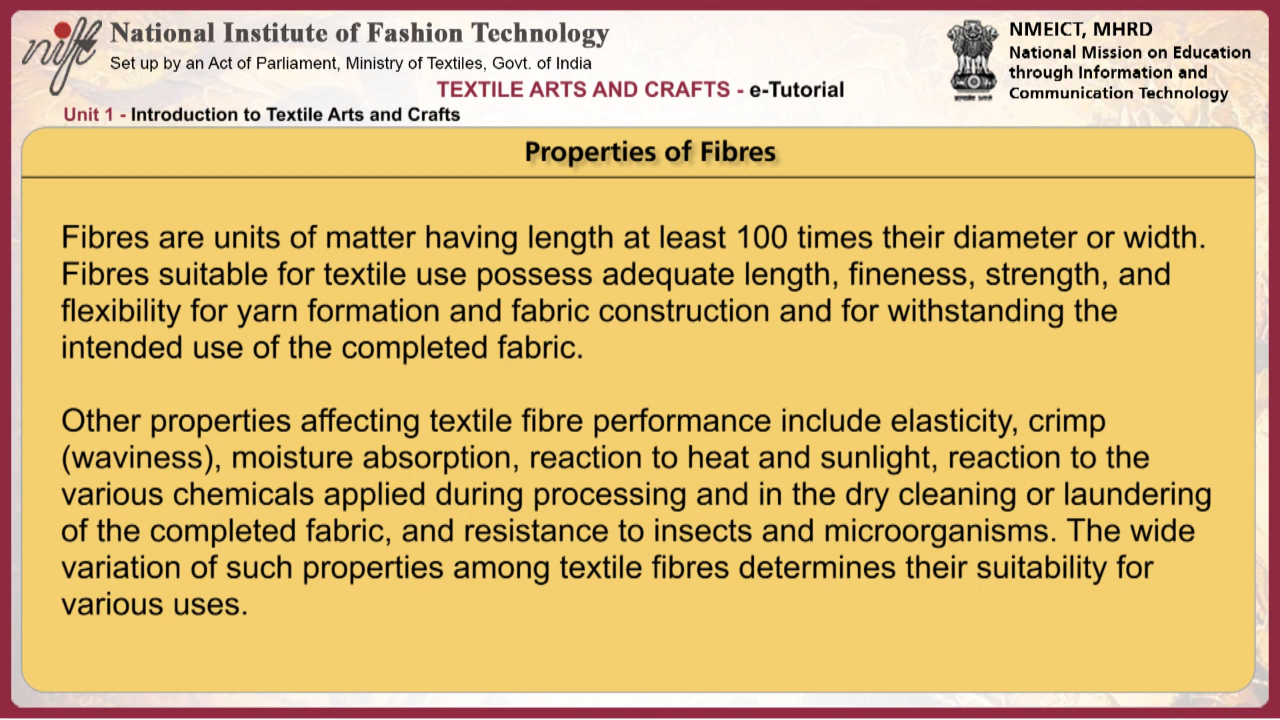 nift
National Institute of Fashion Technology
Set up by an Act of Parliament, Ministry of Textiles, Govt. of India
NMEICT, MHRD
National Mission on Education
through Information and
Communication Technology
TEXTILE ARTS AND CRAFTS - e-Tutorial
Unit 1 - Introduction to Textile Arts and Crafts
Properties of Fibres
Fibres are units of matter having length at least 100 times their diameter or width.
Fibres suitable for textile use possess adequate length, fineness, strength, and
flexibility for yarn formation and fabric construction and for withstanding the
intended use of the completed fabric.
Other properties affecting textile fibre performance include elasticity, crimp
(waviness), moisture absorption, reaction to heat and sunlight, reaction to the
various chemicals applied during processing and in the dry cleaning or laundering
of the completed fabric, and resistance to insects and microorganisms. The wide
variation of such properties among textile fibres determines their suitability for
various uses.